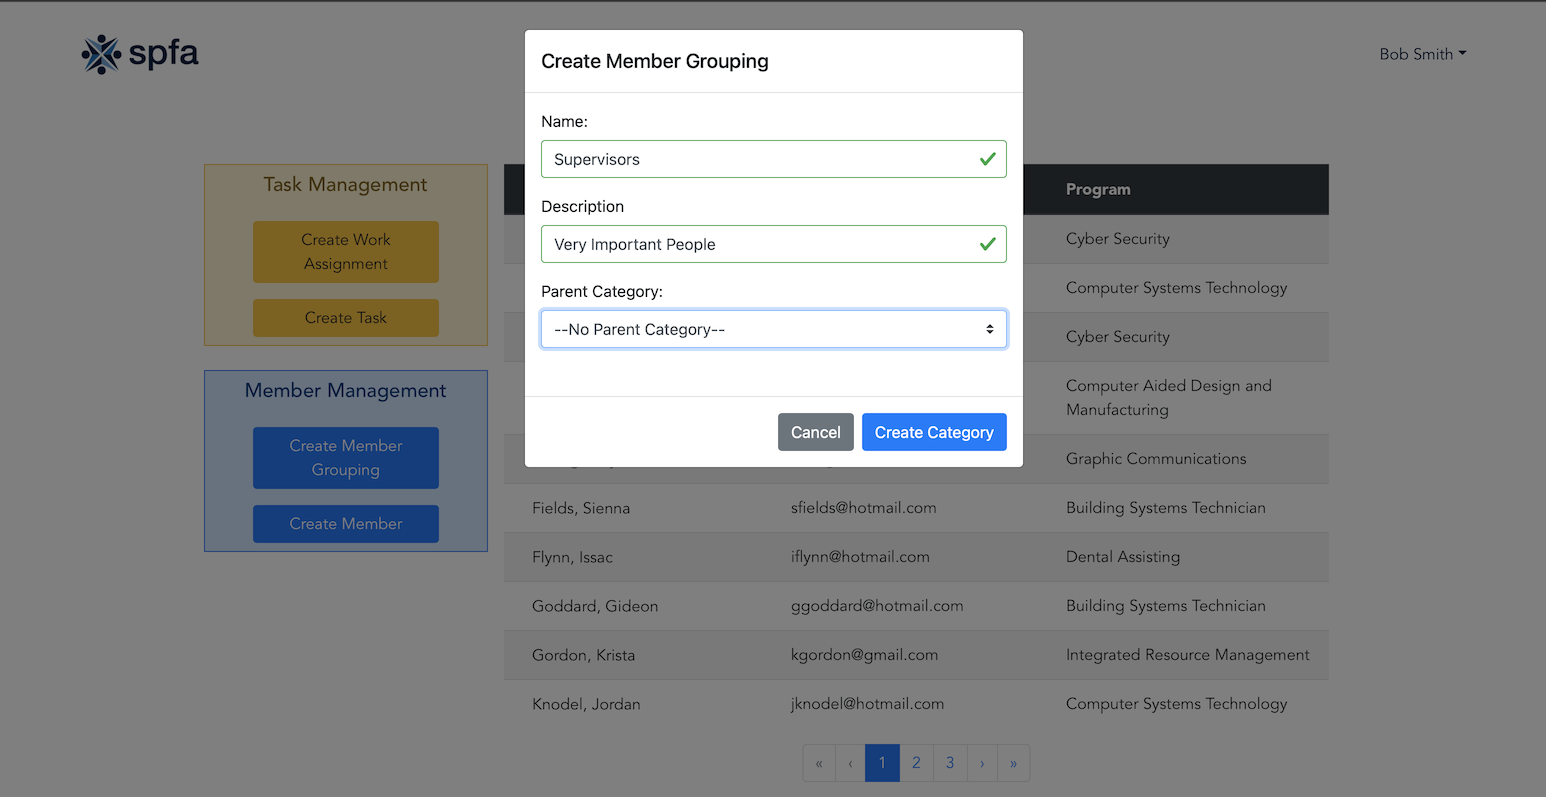 spfa
Bob Smith
Create Member Grouping
Name:
Supervisors
Description
Very Important People
Parent Category:
--No Parent Category--
Cancel
Create Category
Task Management
Create Work
Assignment
Create Task
Member Management
Create Member
Grouping
Create Member
Program
Cyber Security
Computer Systems Technology
Cyber Security
Computer Aided Design and
Manufacturing
Graphic Communications
Fields, Sienna sfields@hotmail.com Building Systems Technician
Flynn, Issac iflynn@hotmail.com Dental Assisting
Goddard, Gideon ggoddard@hotmail.com Building Systems Technician
Gordon, Krista kgordon@gmail.com Integrated Resource Management
Knodel, Jordan jknodel@hotmail.com Computer Systems Technology
« ‹ 1 2 3 › »